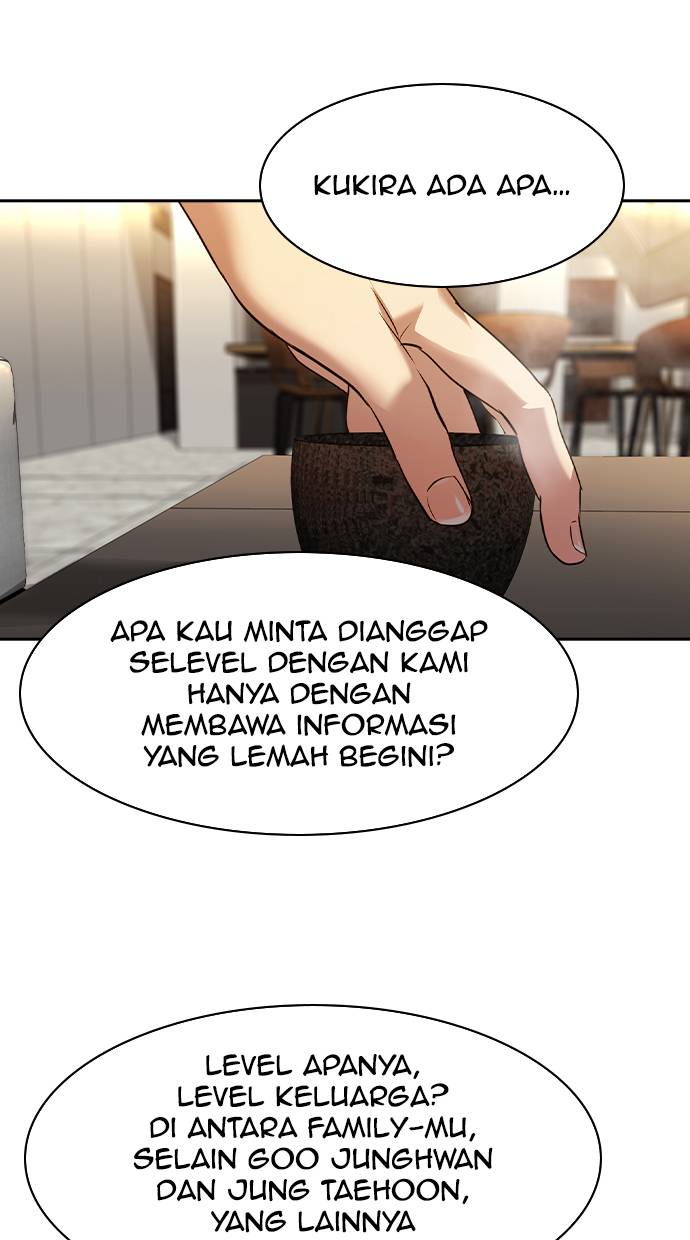 KUKIRA ADA APA...
APA KAU MINTA DIANGGAP
SELEVEL DENGAN KAMI
HANYA DENGAN
MEMBAWA INFORMASI
YANG LEMAH BEGINI?
LEVEL APANYA,
LEVEL KELUARGA?
DI ANTARA FAMILY-MU,
SELAIN GOO JUNGHWAN
DAN JUNG TAEHOON,
YANG LAINNYA